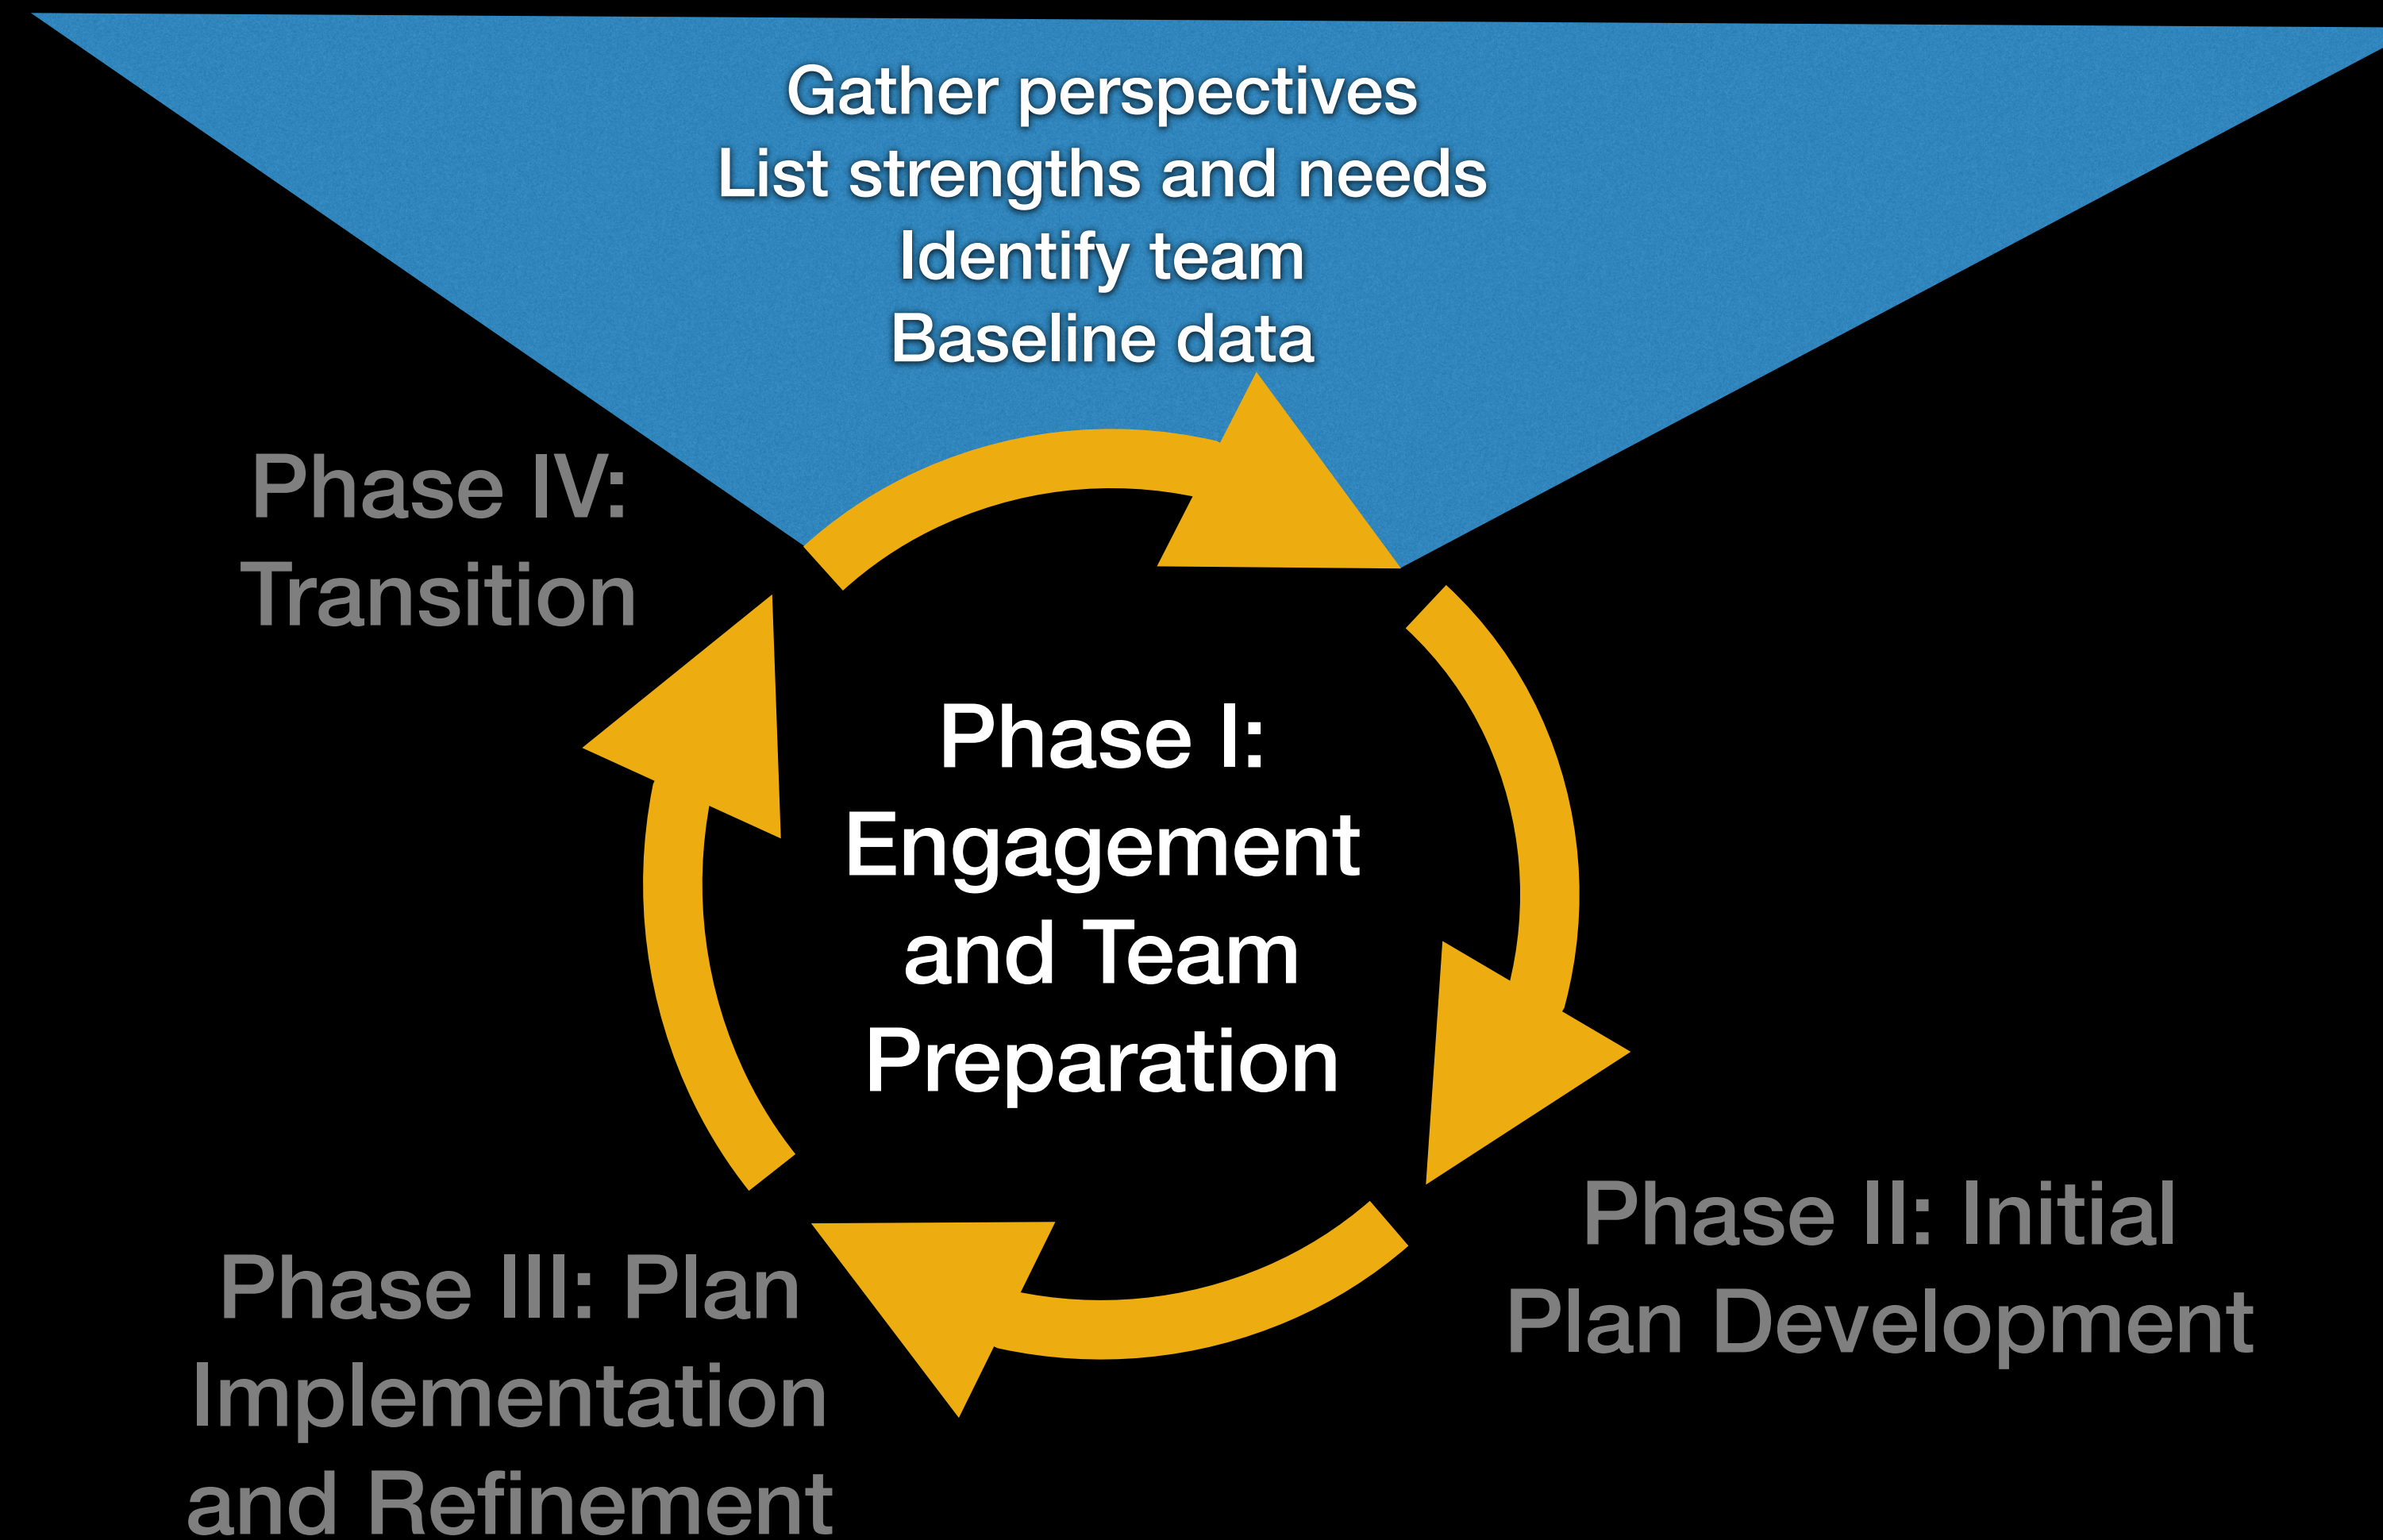 Gather perspectives
List strengths and needs
Identify team
Baseline data
Phase IV:
Transition
Phase I:
Engagement
and Team
Preparation
Phase II: Initial
Plan Development
Phase III: Plan
Implementation
and Refinement